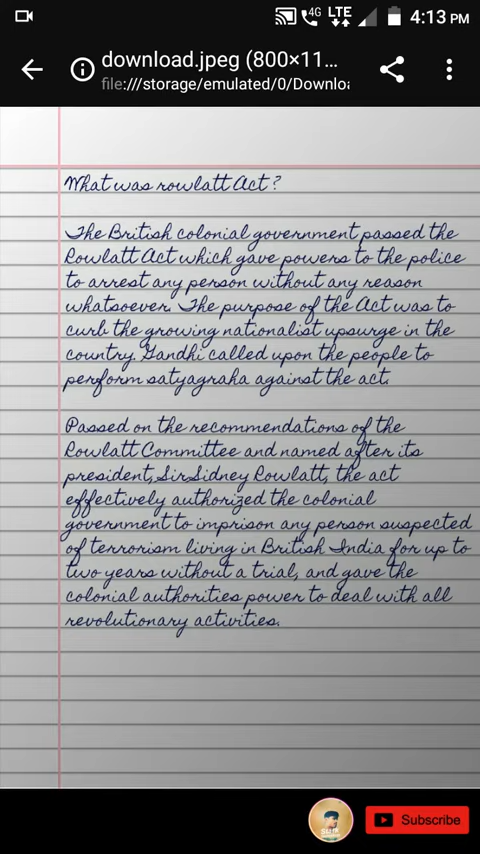 4G LTE 4:13 PM
download.jpeg (800×11...
file:///storage/emulated/0/Downloa
What was rowlatt Act ?
The British colonial government passed the
Rowlatt Act which gave powers to the police
to arrest any person without any reason
whatsoever. The purpose of the Act was to
curb the growing nationalist upsurge in the
country. Gandhi called upon the people to
perform satyagraha against the act.
Passed on the recommendations of the
Rowlatt Committee and named after its
president, Sir Sidney Rowlatt, the act
effectively authorized the colonial
government to imprison any person suspected
of terrorism living in British India for up to
two years without a trial, and gave the
colonial authorities power to deal with all
revolutionary activities.
Subscribe